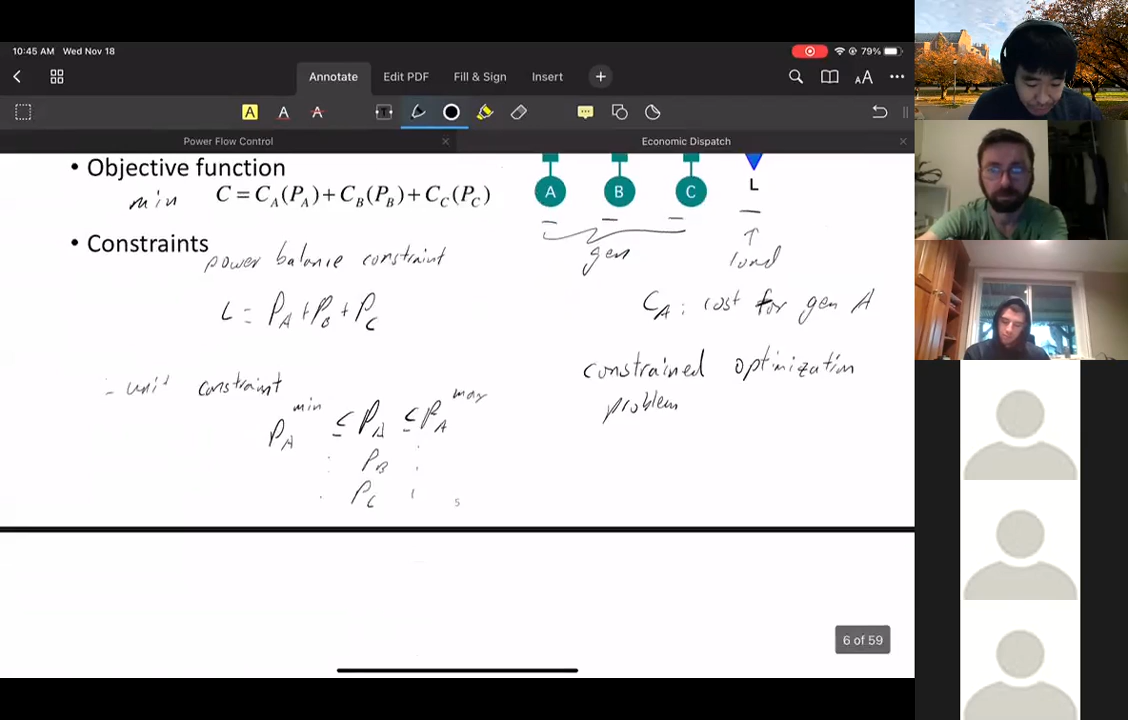 10:45 AM Wed Nov 18
79%
Annotate Edit PDF Fill & Sign Insert +
AA
A A A T
Power Flow Control × Economic Dispatch ×
• Objective function
min C = C_A(P_A) + C_B(P_B) + C_C(P_C)
A B C L
gen
load
• Constraints
power balance constraint
L = P_A + P_B + P_C
C_A : cost for gen A
constrained optimization
problem
- unit constraint
P_A^min ≤ P_A ≤ P_A^max
P_B
P_C
5
6 of 59